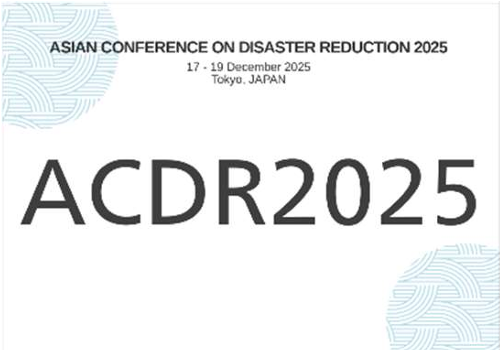 ASIAN CONFERENCE ON DISASTER REDUCTION 2025
17 - 19 December 2025
Tokyo, JAPAN
ACDR2025